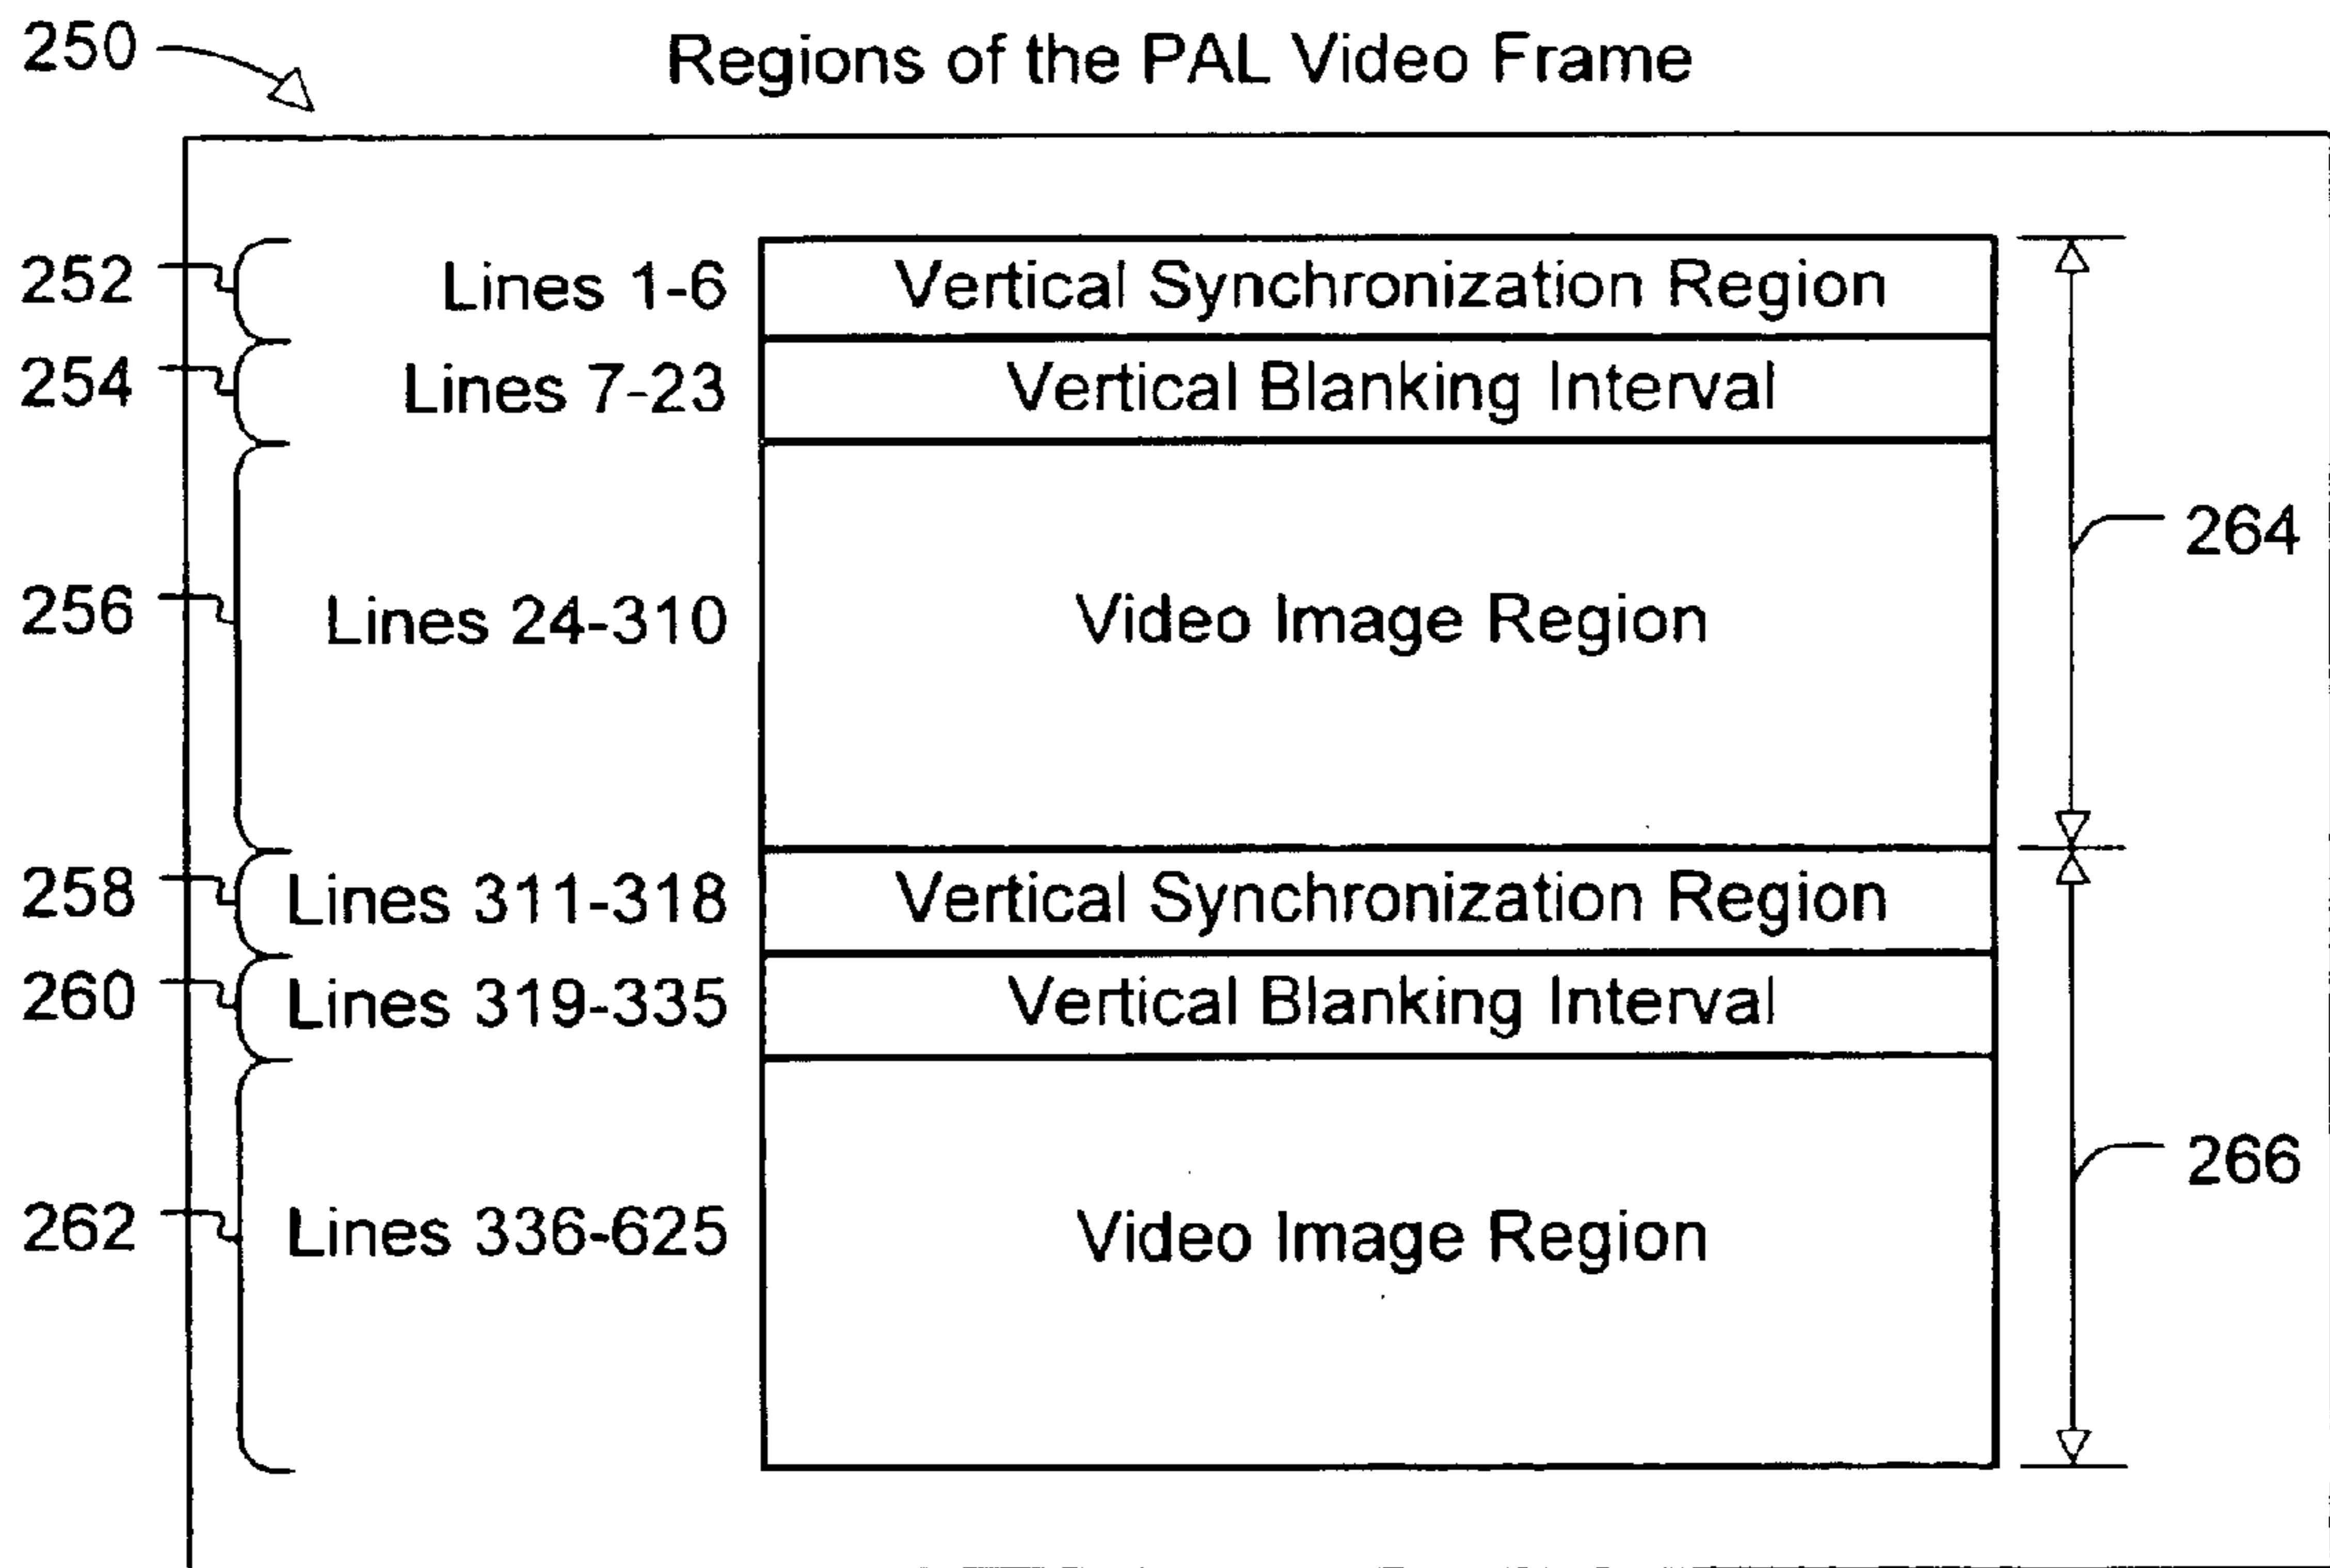 250
Regions of the PAL Video Frame
252 Lines 1-6 Vertical Synchronization Region
254 Lines 7-23 Vertical Blanking Interval
264
256 Lines 24-310 Video Image Region
258 Lines 311-318 Vertical Synchronization Region
260 Lines 319-335 Vertical Blanking Interval
266
262 Lines 336-625 Video Image Region